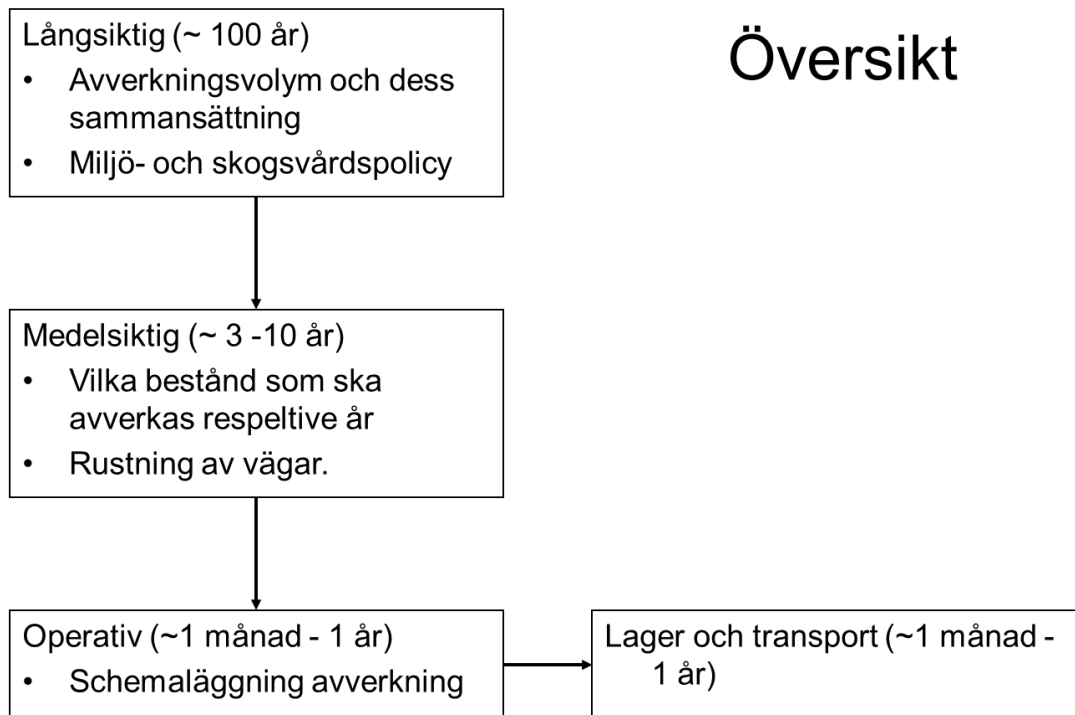 Översikt
Långsiktig (~ 100 år)
• Avverkningsvolym och dess
sammansättning
• Miljö- och skogsvårdspolicy
Medelsiktig (~ 3 -10 år)
• Vilka bestånd som ska
avverkas respeltive år
• Rustning av vägar.
Operativ (~1 månad - 1 år)
• Schemaläggning avverkning
Lager och transport (~1 månad -
1 år)